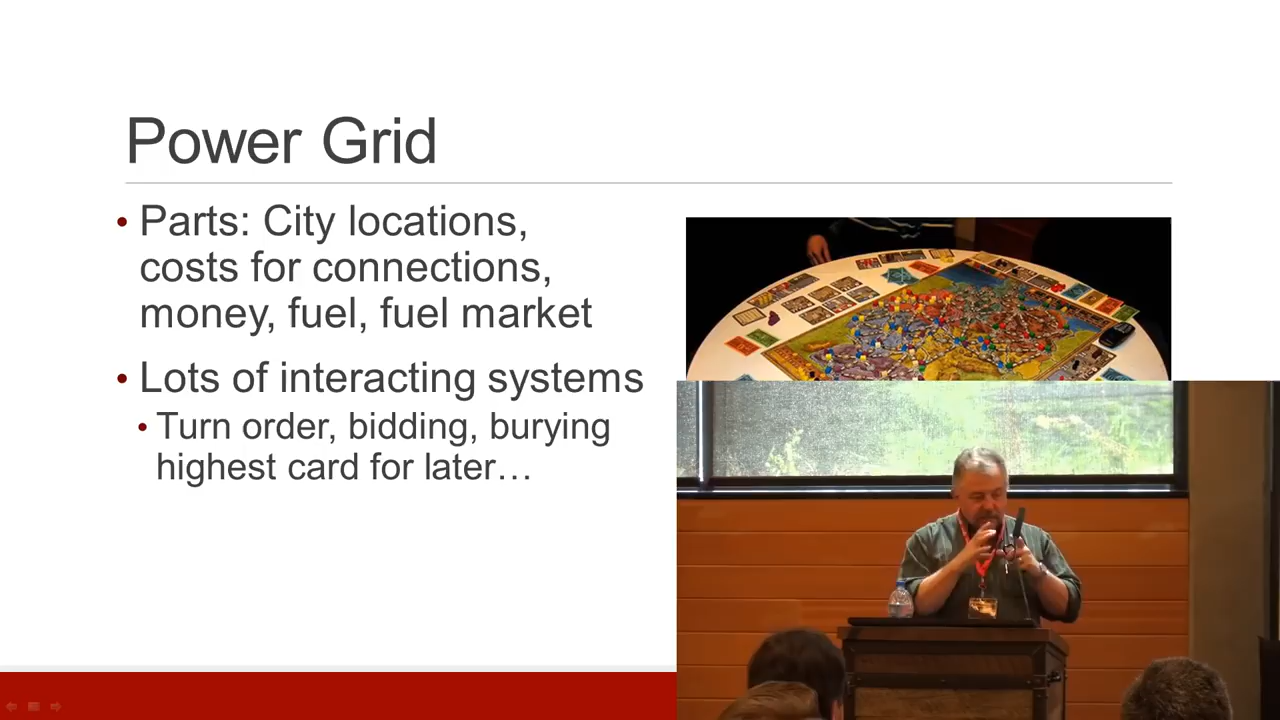 Power Grid
• Parts: City locations,
costs for connections,
money, fuel, fuel market
• Lots of interacting systems
• Turn order, bidding, burying
highest card for later…